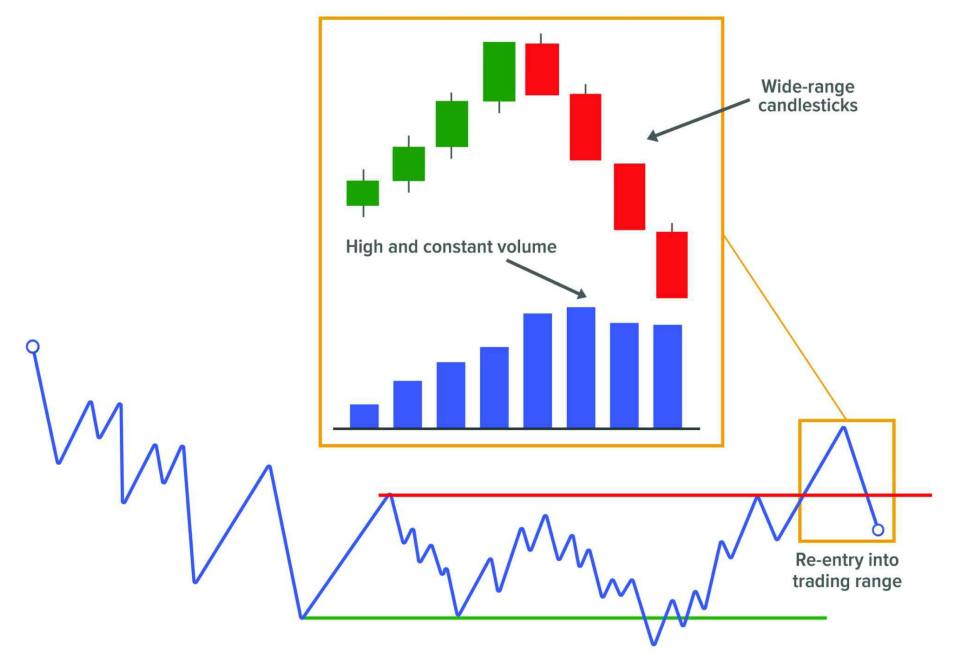 Wide-range
candlesticks
High and constant volume
Re-entry into
trading range